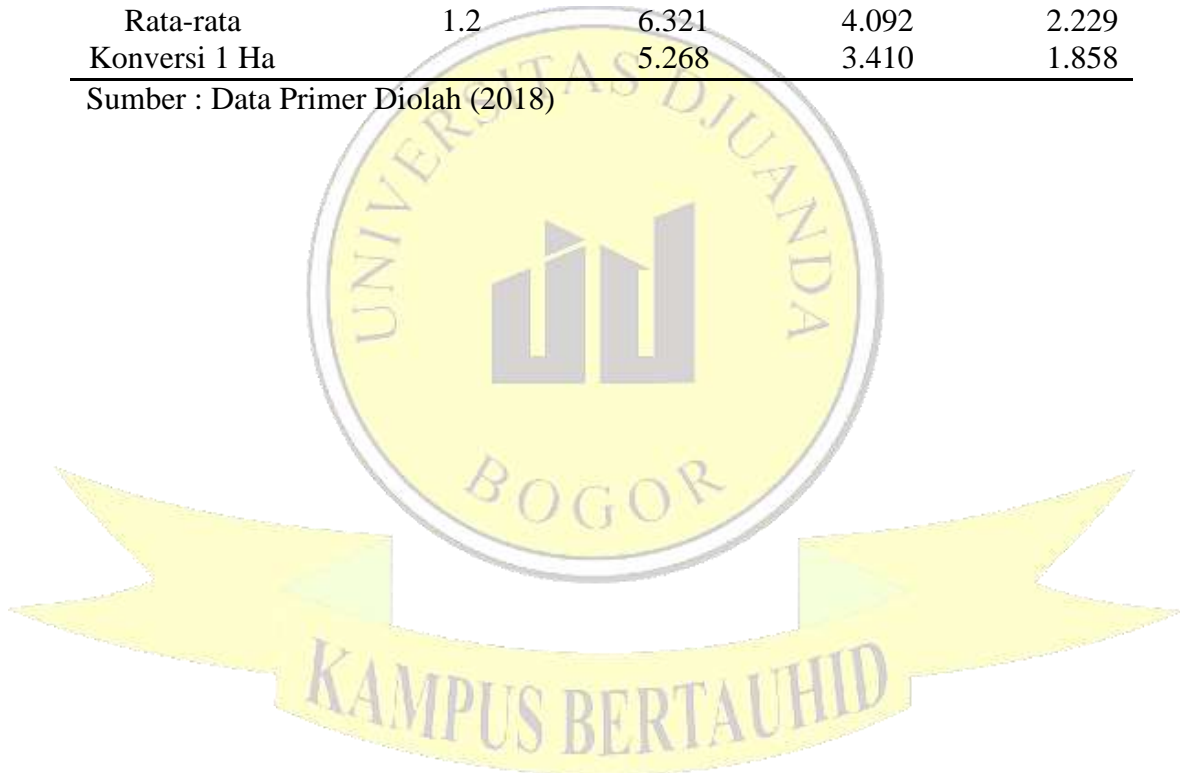 Rata-rata 1.2 6.321 4.092 2.229
Konversi 1 Ha 5.268 3.410 1.858
Sumber : Data Primer Diolah (2018)
UNIVERSITAS DJUANDA
BOGOR
KAMPUS BERTAUHID